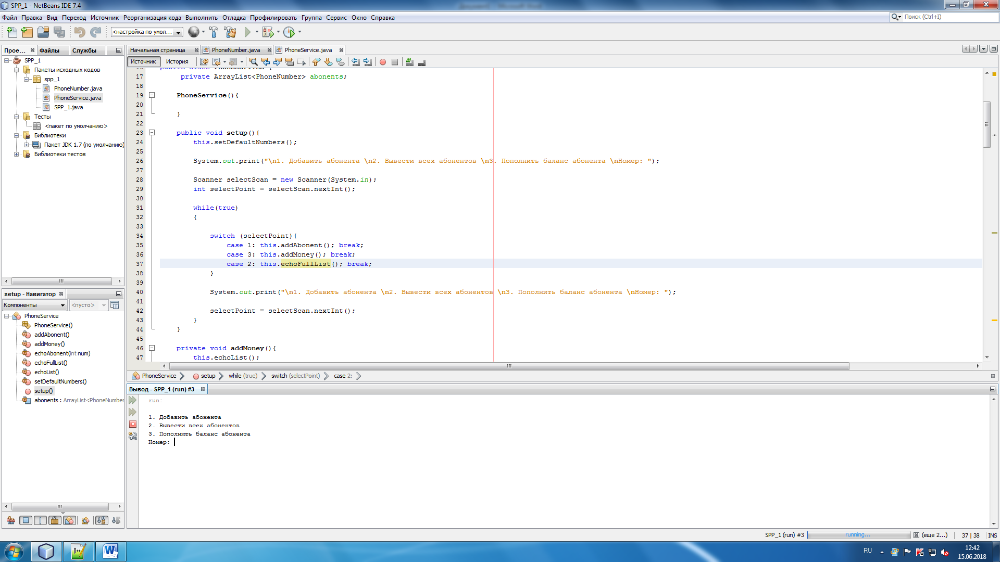 SPP_1 - NetBeans IDE 7.4
Файл Правка Вид Переход Источник Реорганизация кода Выполнить Отладка Профилировать Группа Сервис Окно Справка
Поиск (Ctrl+I)
<настройка по умол...
Прое... Файлы Службы
SPP_1
Пакеты исходных кодов
spp_1
PhoneNumber.java
PhoneService.java
SPP_1.java
Тесты
<пакет по умолчанию>
Библиотеки
Пакет JDK 1.7 (по умолчанию)
Библиотеки тестов
setup - Навигатор
Компоненты <пусто>
PhoneService
PhoneService()
addAbonent()
addMoney()
echoAbonent(int num)
echoFullList()
echoList()
setDefaultNumbers()
setup()
abonents : ArrayList<PhoneNumber
Начальная страница PhoneNumber.java PhoneService.java
Источник История
16 public class PhoneService {
17 private ArrayList<PhoneNumber> abonents;
18
19 PhoneService(){
20
21 }
22
23 public void setup(){
24 this.setDefaultNumbers();
25
26 System.out.print("\n1. Добавить абонента \n2. Вывести всех абонентов \n3. Пополнить баланс абонента \nНомер: ");
27
28 Scanner selectScan = new Scanner(System.in);
29 int selectPoint = selectScan.nextInt();
30
31 while(true)
32 {
33
34 switch (selectPoint){
35 case 1: this.addAbonent(); break;
36 case 3: this.addMoney(); break;
37 case 2: this.echoFullList(); break;
38 }
39
40 System.out.print("\n1. Добавить абонента \n2. Вывести всех абонентов \n3. Пополнить баланс абонента \nНомер: ");
41
42 selectPoint = selectScan.nextInt();
43 }
44 }
45
46 private void addMoney(){
47 this.echoList();
PhoneService setup while (true) switch (selectPoint) case 2:
Вывод - SPP_1 (run) #3
run:
1. Добавить абонента
2. Вывести всех абонентов
3. Пополнить баланс абонента
Номер:
SPP_1 (run) #3 running... (еще 2...) 37 | 38 INS
RU
12:42
15.06.2018